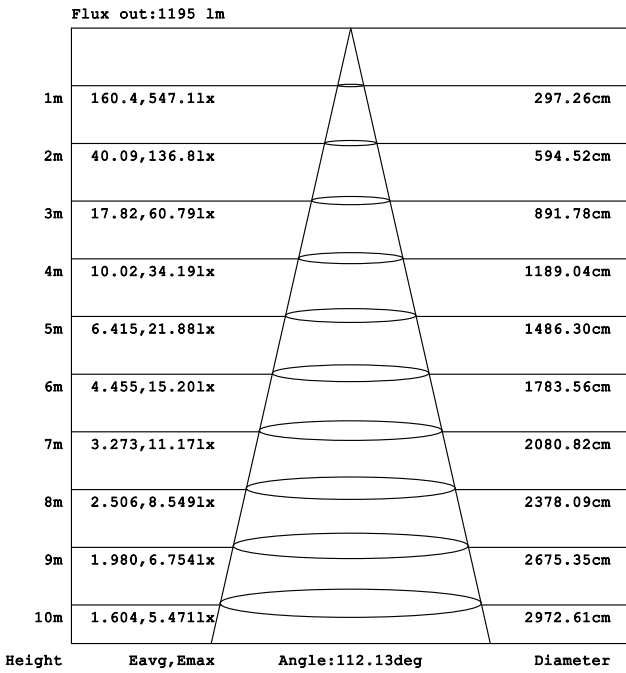 Flux out:1195 lm
1m 160.4,547.1lx 297.26cm
2m 40.09,136.8lx 594.52cm
3m 17.82,60.79lx 891.78cm
4m 10.02,34.19lx 1189.04cm
5m 6.415,21.88lx 1486.30cm
6m 4.455,15.20lx 1783.56cm
7m 3.273,11.17lx 2080.82cm
8m 2.506,8.549lx 2378.09cm
9m 1.980,6.754lx 2675.35cm
10m 1.604,5.471lx 2972.61cm
Height Eavg,Emax Angle:112.13deg Diameter